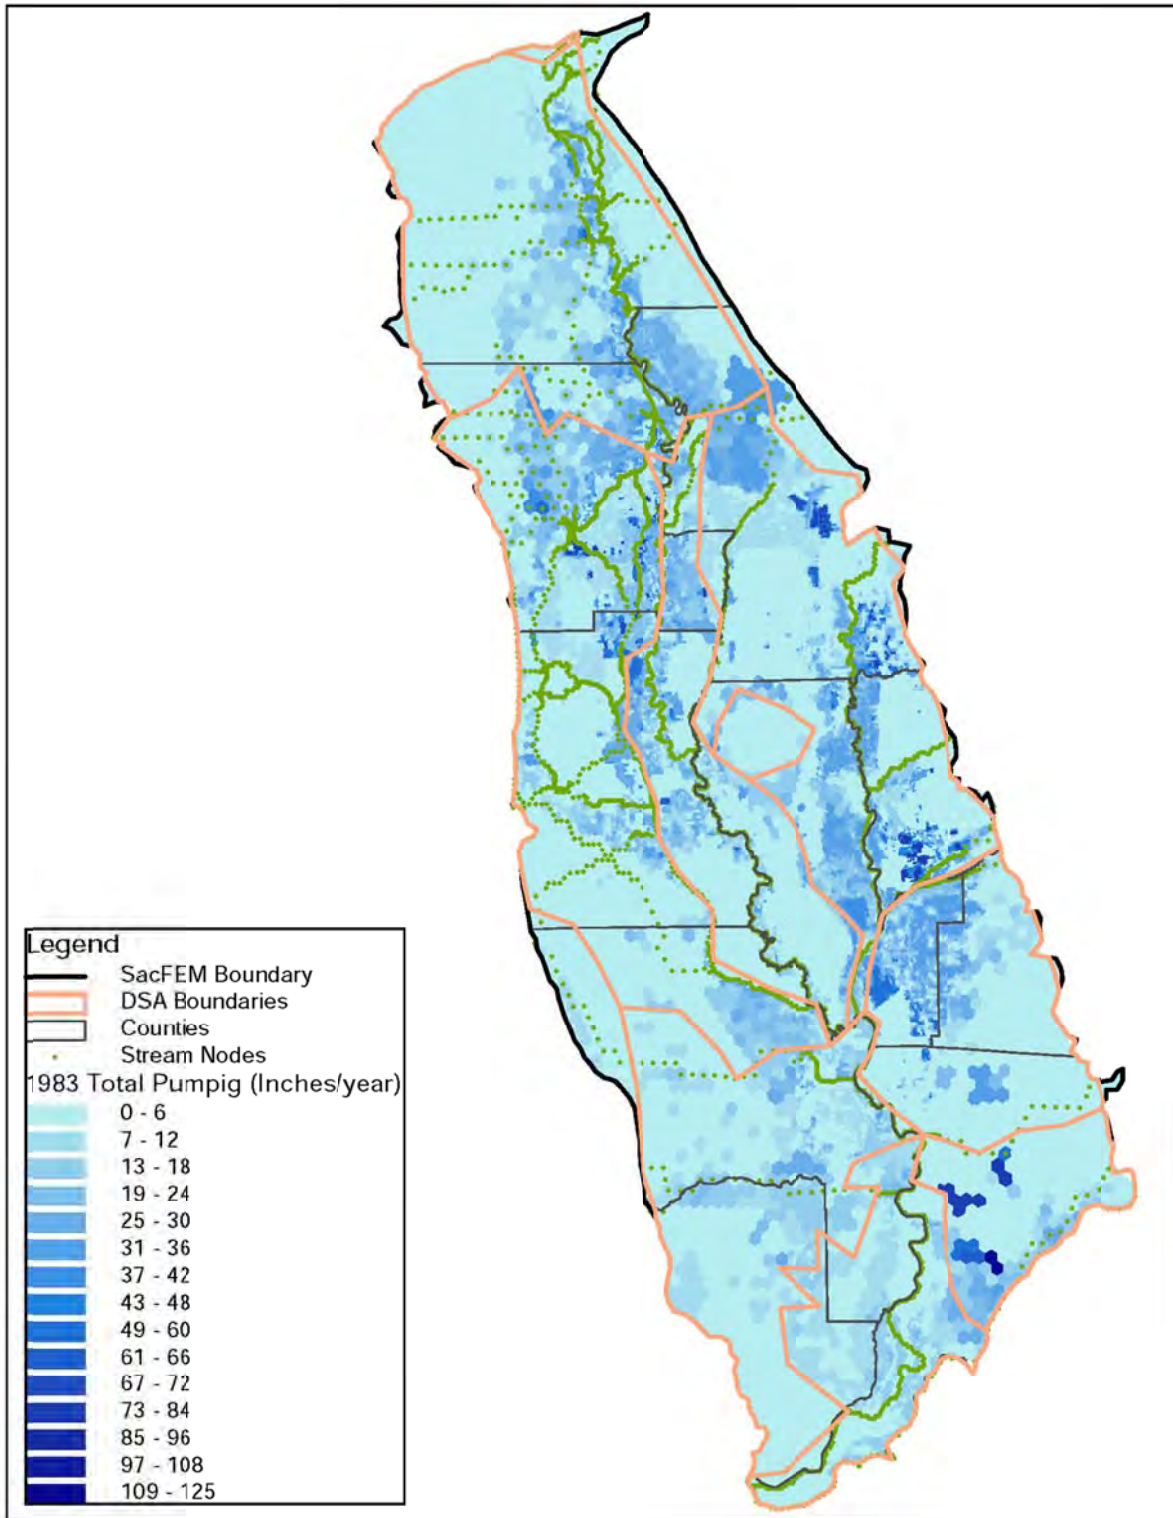 Legend
SacFEM Boundary
DSA Boundaries
Counties
Stream Nodes
1983 Total Pumpig (Inches/year)
0 - 6
7 - 12
13 - 18
19 - 24
25 - 30
31 - 36
37 - 42
43 - 48
49 - 60
61 - 66
67 - 72
73 - 84
85 - 96
97 - 108
109 - 125